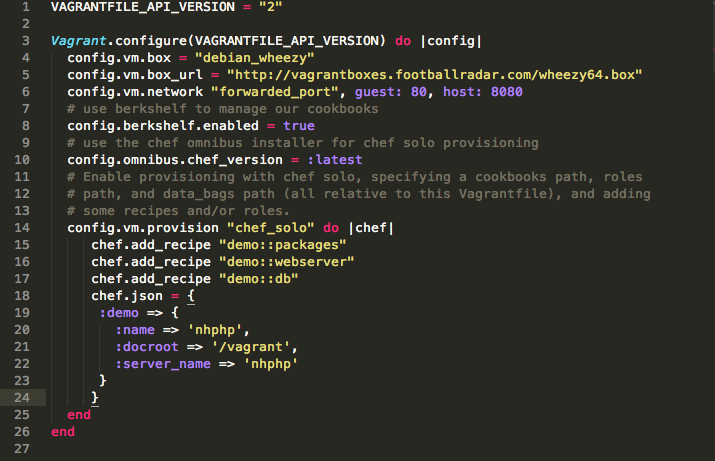 1 VAGRANTFILE_API_VERSION = "2"
2
3 Vagrant.configure(VAGRANTFILE_API_VERSION) do |config|
4   config.vm.box = "debian_wheezy"
5   config.vm.box_url = "http://vagrantboxes.footballradar.com/wheezy64.box"
6   config.vm.network "forwarded_port", guest: 80, host: 8080
7   # use berkshelf to manage our cookbooks
8   config.berkshelf.enabled = true
9   # use the chef omnibus installer for chef solo provisioning
10   config.omnibus.chef_version = :latest
11   # Enable provisioning with chef solo, specifying a cookbooks path, roles
12   # path, and data_bags path (all relative to this Vagrantfile), and adding
13   # some recipes and/or roles.
14   config.vm.provision "chef_solo" do |chef|
15      chef.add_recipe "demo::packages"
16      chef.add_recipe "demo::webserver"
17      chef.add_recipe "demo::db"
18      chef.json = {
19       :demo => {
20         :name => 'nhphp',
21         :docroot => '/vagrant',
22         :server_name => 'nhphp'
23       }
24      }
25   end
26 end
27